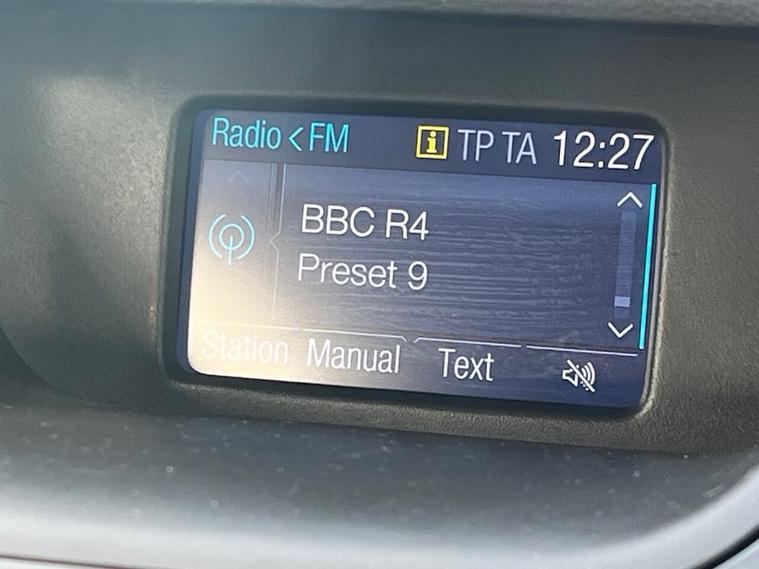 Radio < FM i TP TA 12:27
BBC R4
Preset 9
Station Manual Text